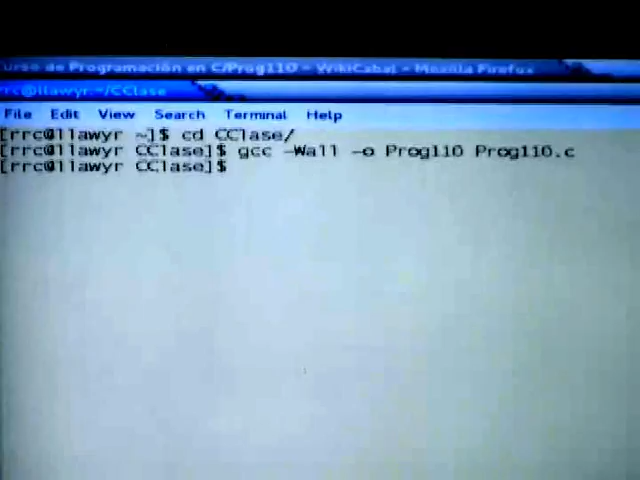 urso de Programación en C/Prog110 - WikiCabal - Mozilla Firefox
rrc@llawyr:~/CClase
File Edit View Search Terminal Help
[rrc@llawyr ~]$ cd CClase/
[rrc@llawyr CClase]$ gcc -Wall -o Prog110 Prog110.c
[rrc@llawyr CClase]$